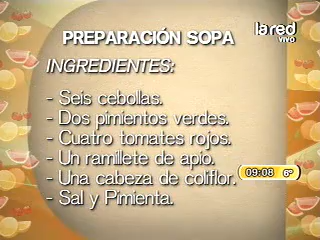 la red
vivo
PREPARACIÓN SOPA
INGREDIENTES:
- Seis cebollas.
- Dos pimientos verdes.
- Cuatro tomates rojos.
- Un ramillete de apio.
- Una cabeza de coliflor.
- Sal y Pimienta.
09:08 6º